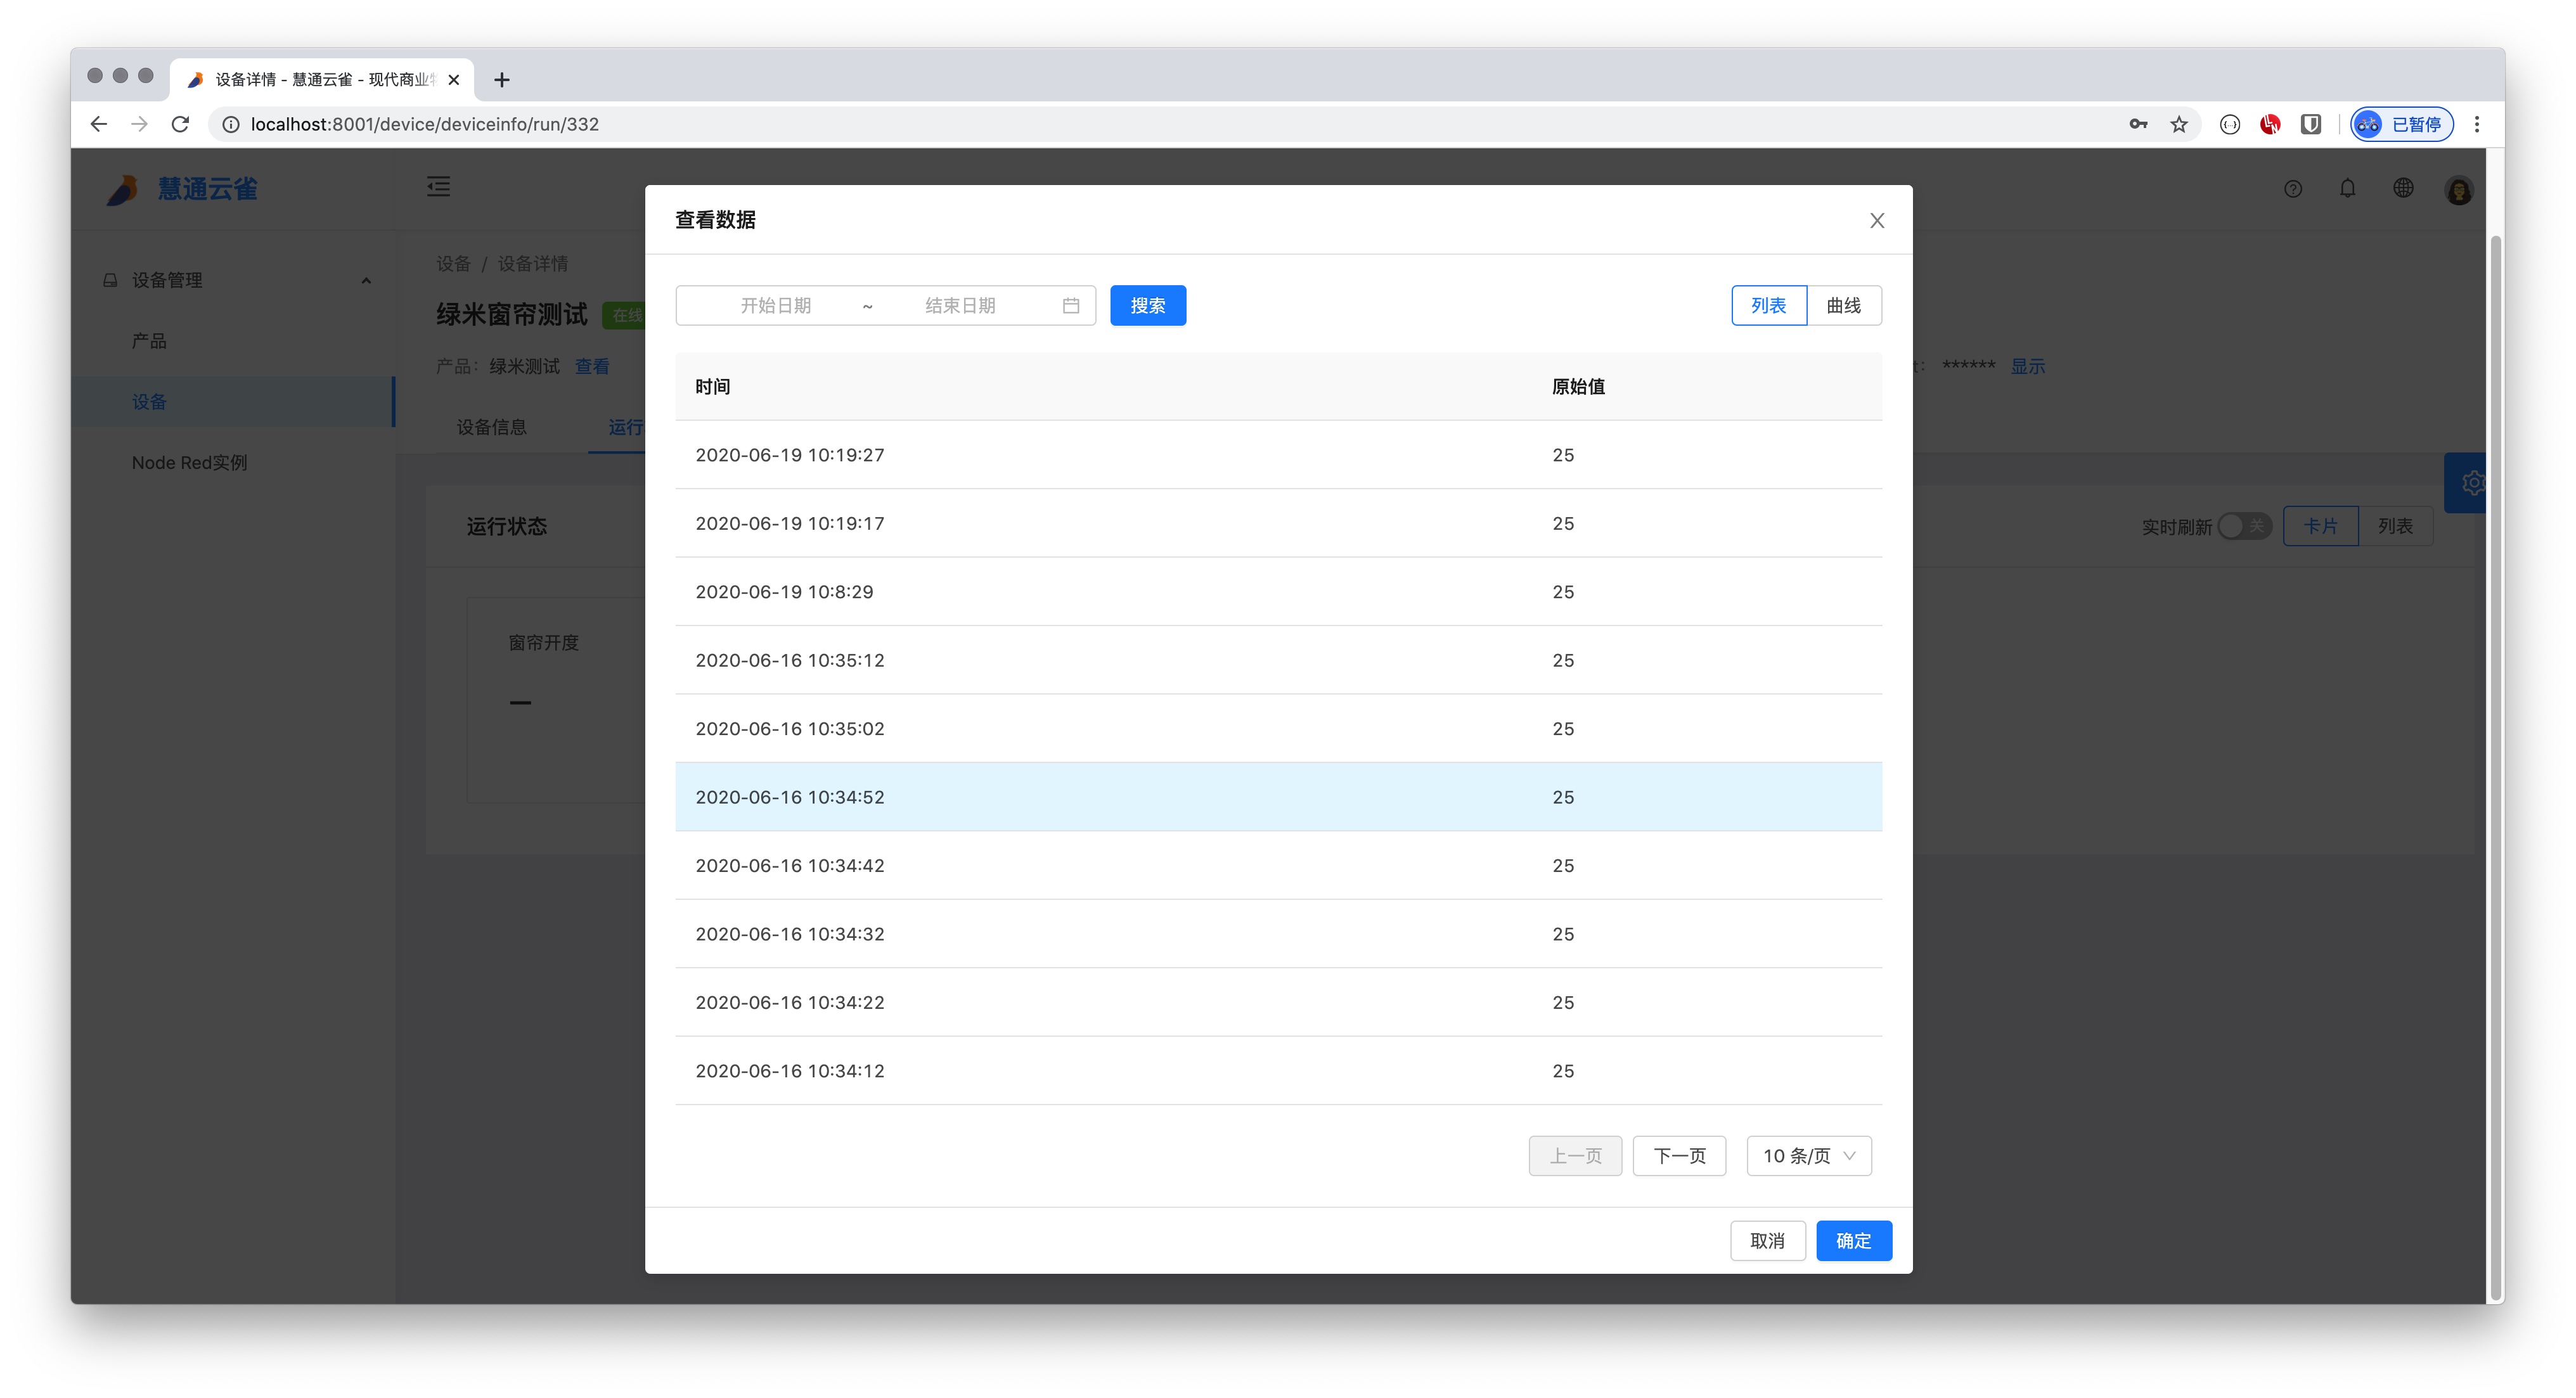 设备详情 - 慧通云雀 - 现代商业
localhost:8001/device/deviceinfo/run/332
已暂停
慧通云雀
设备管理
产品
设备
Node Red实例
设备 / 设备详情
绿米窗帘测试 在线
产品: 绿米测试 查看
****** 显示
设备信息 运行
运行状态
实时刷新 关 卡片 列表
窗帘开度
查看数据
开始日期 ~ 结束日期 搜索 列表 曲线
时间 原始值
2020-06-19 10:19:27 25
2020-06-19 10:19:17 25
2020-06-19 10:8:29 25
2020-06-16 10:35:12 25
2020-06-16 10:35:02 25
2020-06-16 10:34:52 25
2020-06-16 10:34:42 25
2020-06-16 10:34:32 25
2020-06-16 10:34:22 25
2020-06-16 10:34:12 25
上一页 下一页 10 条/页
取消 确定